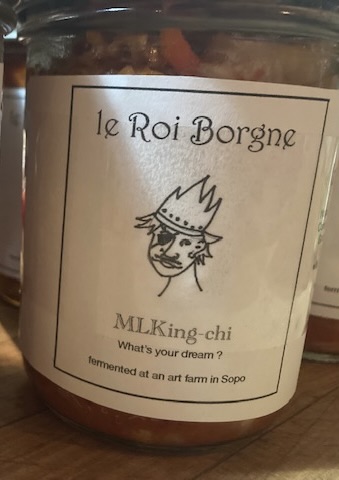 le Roi Borgne
MLKing-chi
What's your dream ?
fermented at an art farm in Sopo